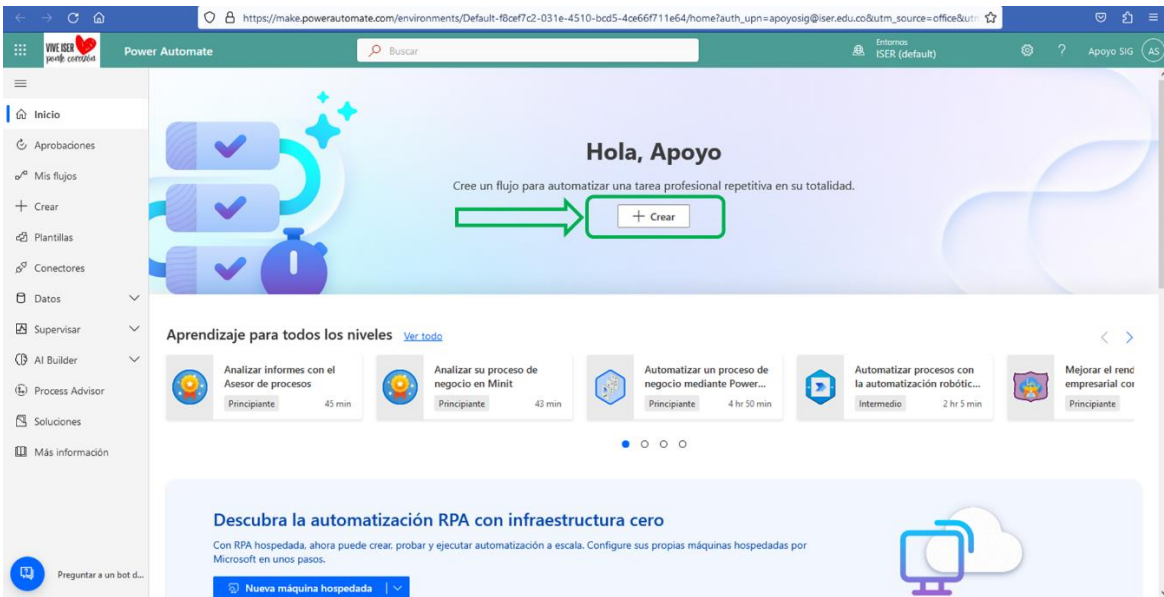 https://make.powerautomate.com/environments/Default-f8cef7c2-031e-4510-bcd5-4ce66f711e64/home?auth_upn=apoyosig@iser.edu.co&utm_source=office&utr
VIVE ISER
ponle corazón
Power Automate
Buscar
Entornos
ISER (default)
?
Apoyo SIG
AS
Inicio
Aprobaciones
Mis flujos
Crear
Plantillas
Conectores
Datos
Supervisar
AI Builder
Process Advisor
Soluciones
Más información
Preguntar a un bot d...
Hola, Apoyo
Cree un flujo para automatizar una tarea profesional repetitiva en su totalidad.
+ Crear
Aprendizaje para todos los niveles Ver todo
Analizar informes con el
Asesor de procesos
Principiante 45 min
Analizar su proceso de
negocio en Minit
Principiante 43 min
Automatizar un proceso de
negocio mediante Power...
Principiante 4 hr 50 min
Automatizar procesos con
la automatización robótic...
Intermedio 2 hr 5 min
Mejorar el rend
empresarial cor
Principiante
Descubra la automatización RPA con infraestructura cero
Con RPA hospedada, ahora puede crear, probar y ejecutar automatización a escala. Configure sus propias máquinas hospedadas por
Microsoft en unos pasos.
Nueva máquina hospedada